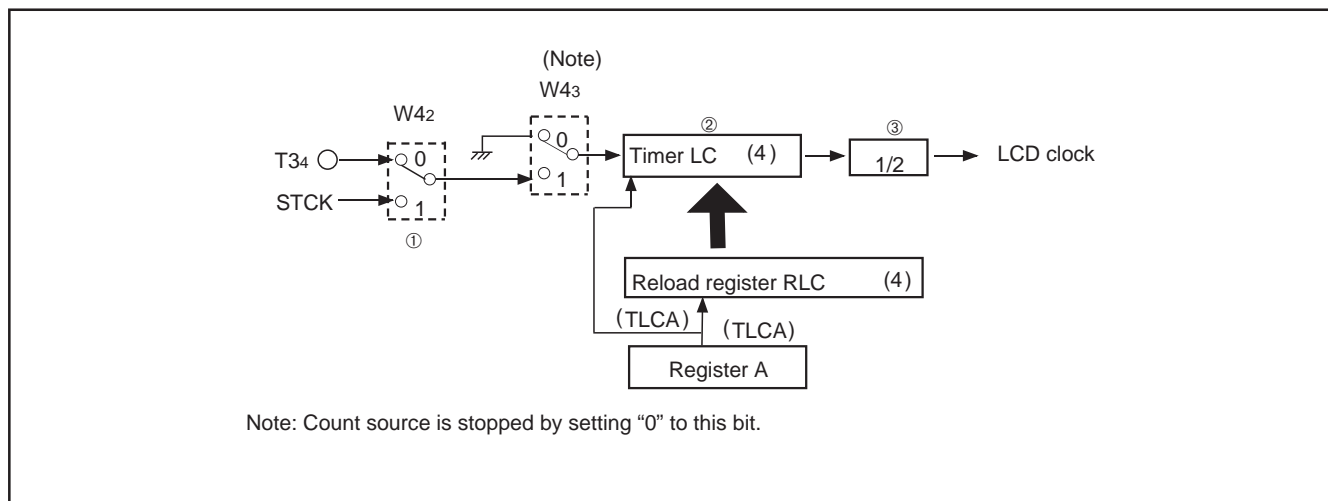 (Note)
W43
W42
0
1
T34
STCK
①
0
1
②
Timer LC (4)
③
1/2
LCD clock
Reload register RLC (4)
(TLCA)
(TLCA)
Register A
Note: Count source is stopped by setting “0” to this bit.